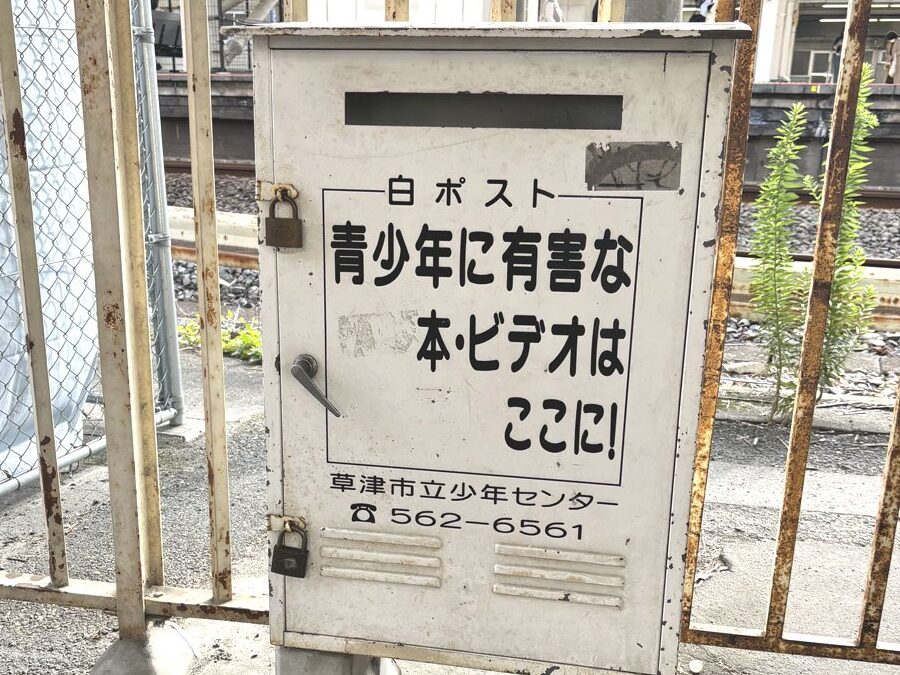 白ポスト
青少年に有害な
本・ビデオは
ここに!
草津市立少年センター
☎ 562-6561